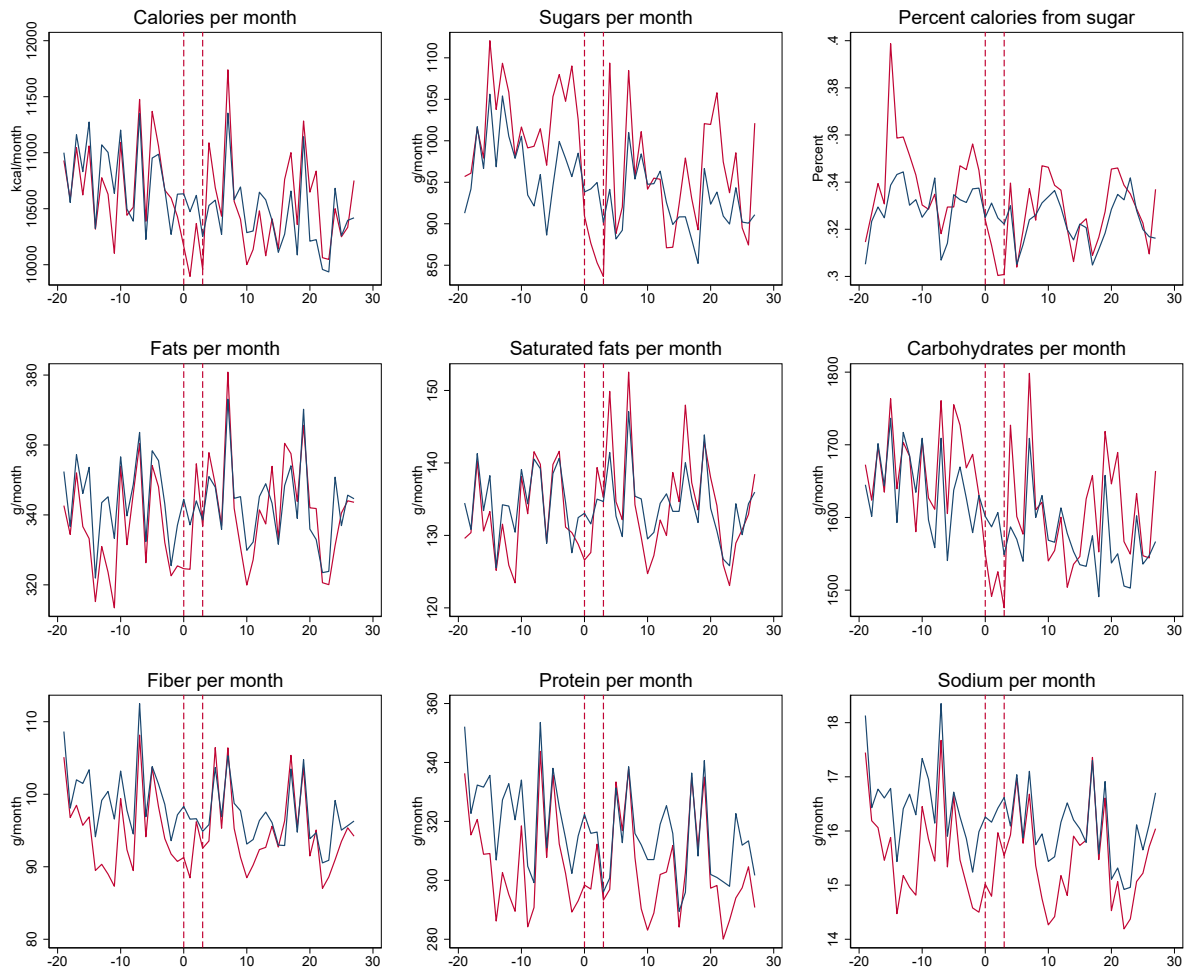 Calories per month
kcal/month
12000
11500
11000
10500
10000
-20 -10 0 10 20 30
Sugars per month
g/month
1100
1050
1000
950
900
850
-20 -10 0 10 20 30
Percent calories from sugar
Percent
.4
.38
.36
.34
.32
.3
-20 -10 0 10 20 30
Fats per month
g/month
380
360
340
320
-20 -10 0 10 20 30
Saturated fats per month
g/month
150
140
130
120
-20 -10 0 10 20 30
Carbohydrates per month
g/month
1800
1700
1600
1500
-20 -10 0 10 20 30
Fiber per month
g/month
110
100
90
80
-20 -10 0 10 20 30
Protein per month
g/month
360
340
320
300
280
-20 -10 0 10 20 30
Sodium per month
g/month
18
17
16
15
14
-20 -10 0 10 20 30